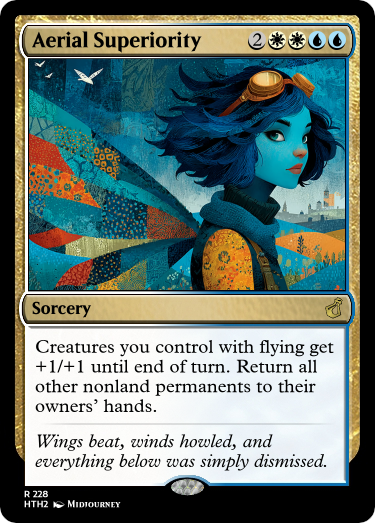 Aerial Superiority 2
Sorcery
Creatures you control with flying get
+1/+1 until end of turn. Return all
other nonland permanents to their
owners’ hands.
Wings beat, winds howled, and
everything below was simply dismissed.
R 228
HTH2 Midjourney